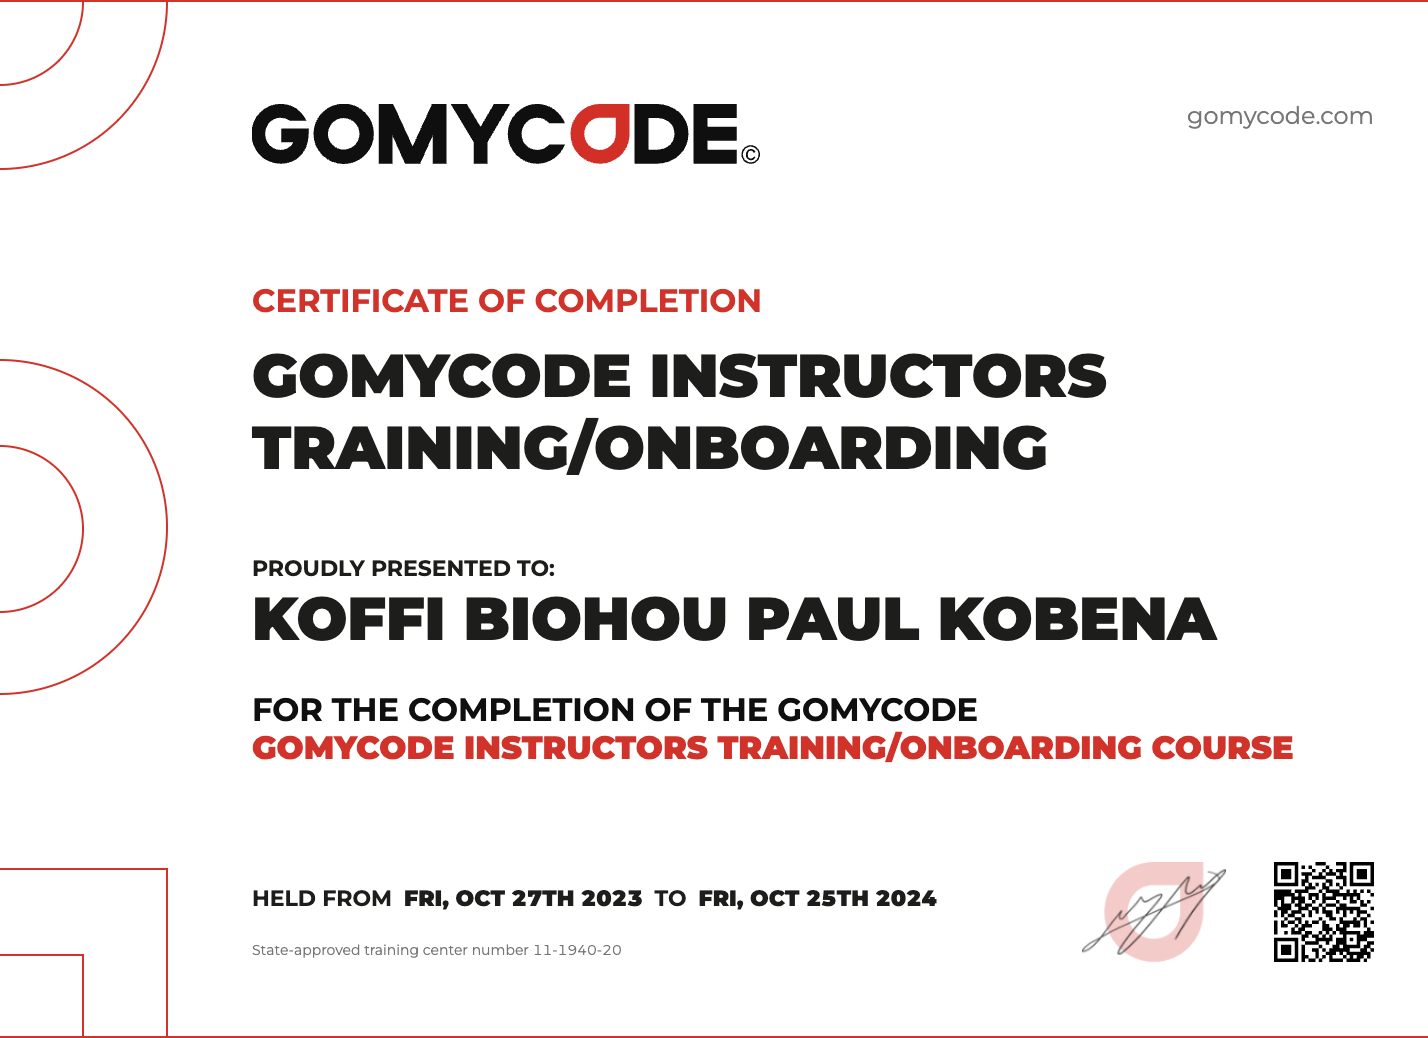 GOMYCODE©
gomycode.com
CERTIFICATE OF COMPLETION
GOMYCODE INSTRUCTORS
TRAINING/ONBOARDING
PROUDLY PRESENTED TO:
KOFFI BIOHOU PAUL KOBENA
FOR THE COMPLETION OF THE GOMYCODE
GOMYCODE INSTRUCTORS TRAINING/ONBOARDING COURSE
HELD FROM FRI, OCT 27TH 2023 TO FRI, OCT 25TH 2024
State-approved training center number 11-1940-20